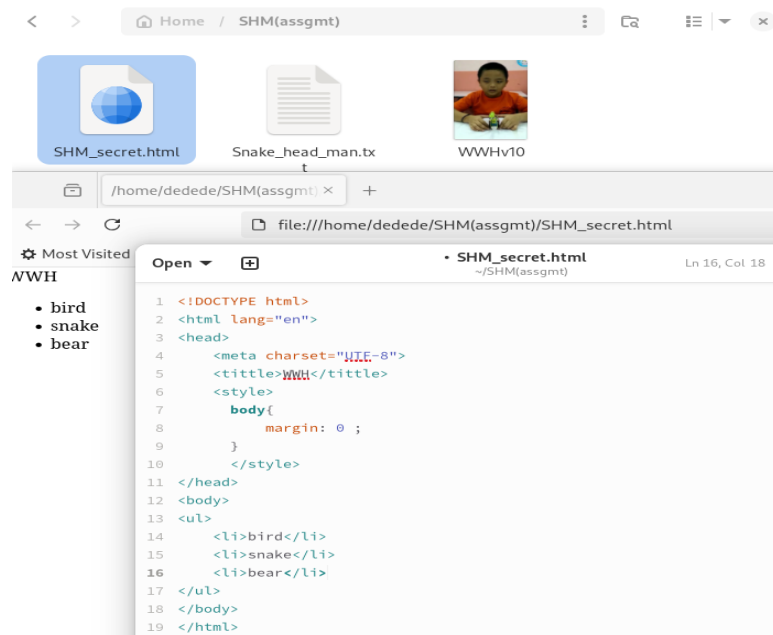 Home / SHM(assgmt)
SHM_secret.html
Snake_head_man.tx
t
WWHv10
/home/dedede/SHM(assgmt)
file:///home/dedede/SHM(assgmt)/SHM_secret.html
Most Visited
WWH
• bird
• snake
• bear
Open
• SHM_secret.html
~/SHM(assgmt)
Ln 16, Col 18
1 <!DOCTYPE html>
2 <html lang="en">
3 <head>
4 <meta charset="UTF-8">
5 <tittle>WWH</tittle>
6 <style>
7 body{
8 margin: 0 ;
9 }
10 </style>
11 </head>
12 <body>
13 <ul>
14 <li>bird</li>
15 <li>snake</li>
16 <li>bear</li>
17 </ul>
18 </body>
19 </html>